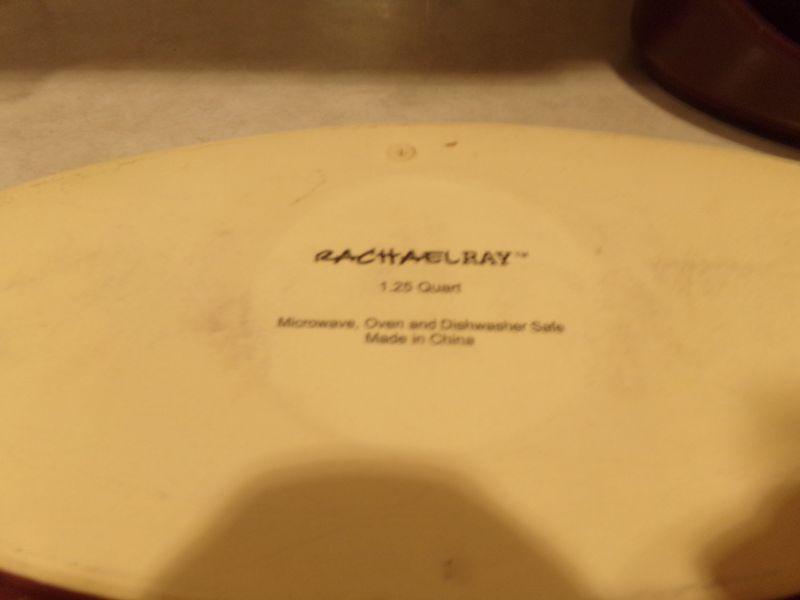 RACHAELRAY™
1.25 Quart
Microwave, Oven and Dishwasher Safe
Made in China